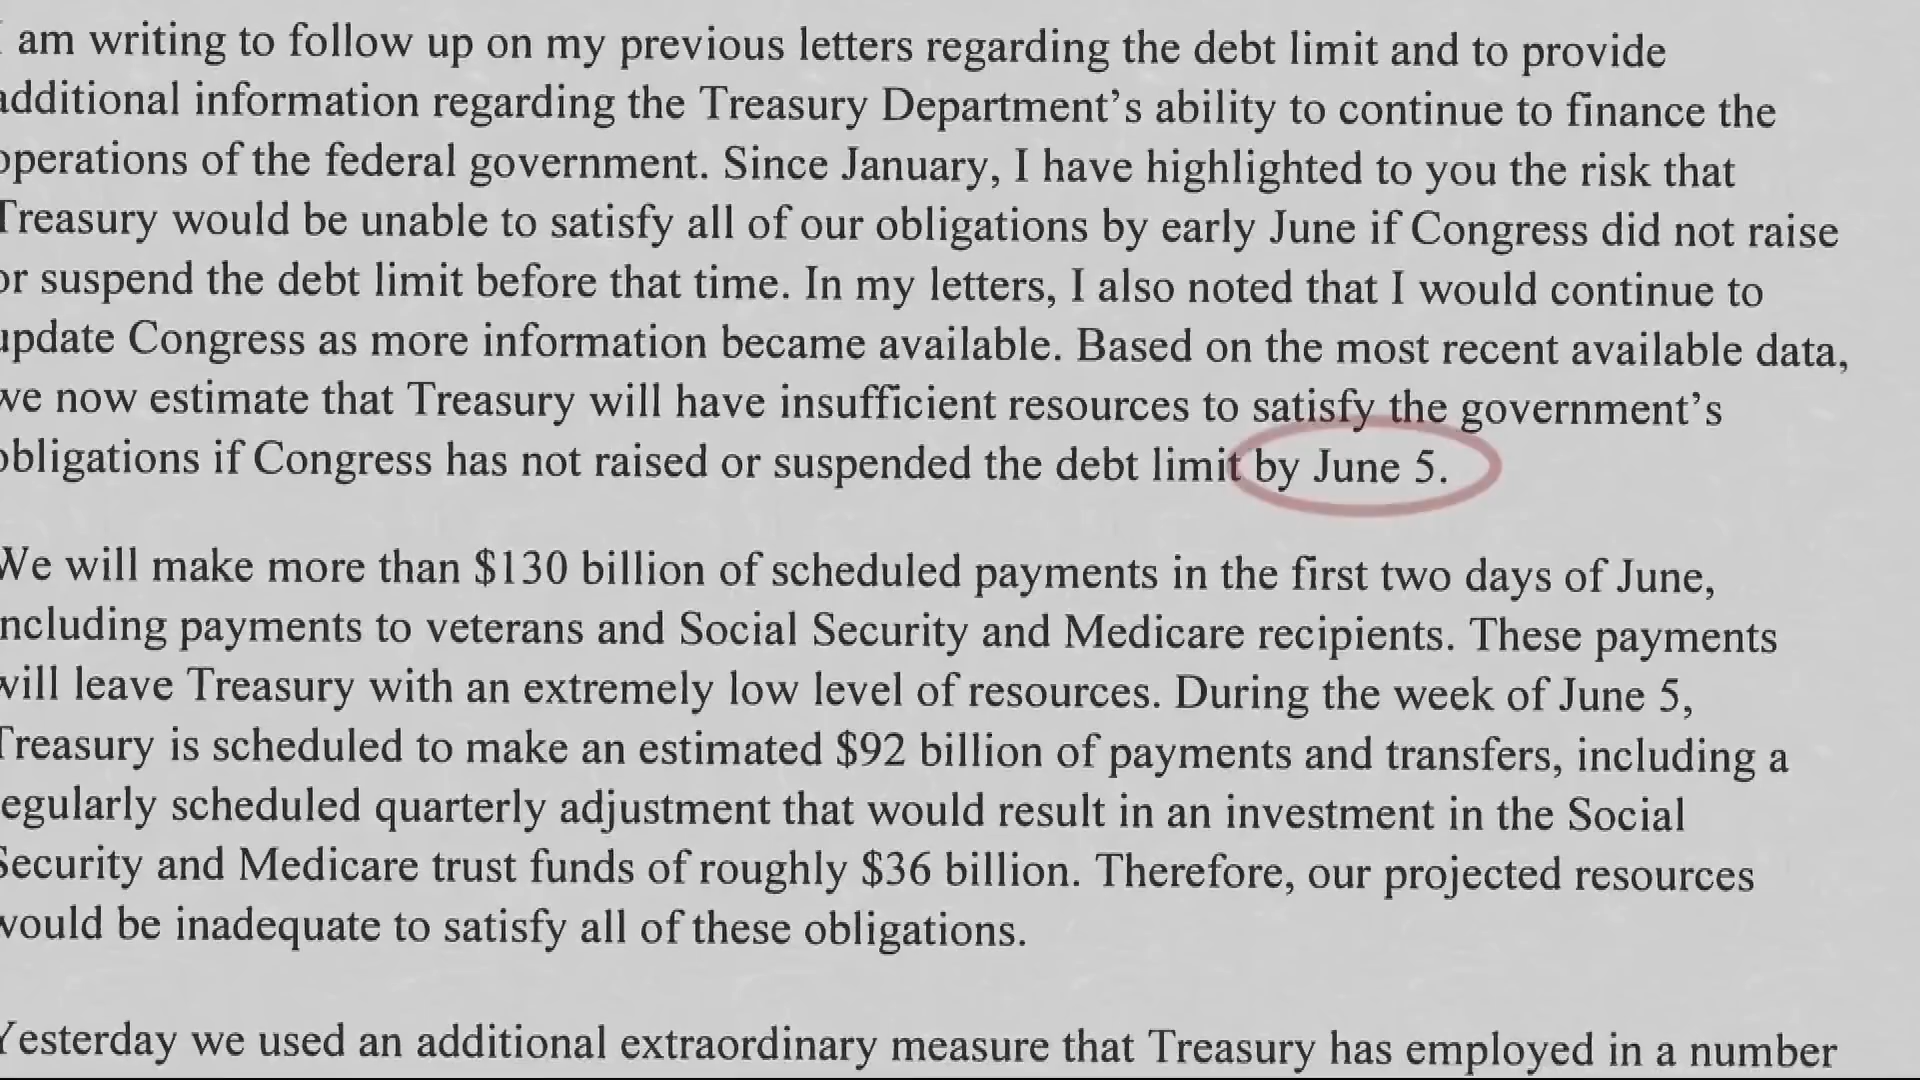 I am writing to follow up on my previous letters regarding the debt limit and to provide
additional information regarding the Treasury Department's ability to continue to finance the
operations of the federal government. Since January, I have highlighted to you the risk that
Treasury would be unable to satisfy all of our obligations by early June if Congress did not raise
or suspend the debt limit before that time. In my letters, I also noted that I would continue to
update Congress as more information became available. Based on the most recent available data,
we now estimate that Treasury will have insufficient resources to satisfy the government's
obligations if Congress has not raised or suspended the debt limit by June 5.
We will make more than $130 billion of scheduled payments in the first two days of June,
including payments to veterans and Social Security and Medicare recipients. These payments
will leave Treasury with an extremely low level of resources. During the week of June 5,
Treasury is scheduled to make an estimated $92 billion of payments and transfers, including a
regularly scheduled quarterly adjustment that would result in an investment in the Social
Security and Medicare trust funds of roughly $36 billion. Therefore, our projected resources
would be inadequate to satisfy all of these obligations.
Yesterday we used an additional extraordinary measure that Treasury has employed in a number